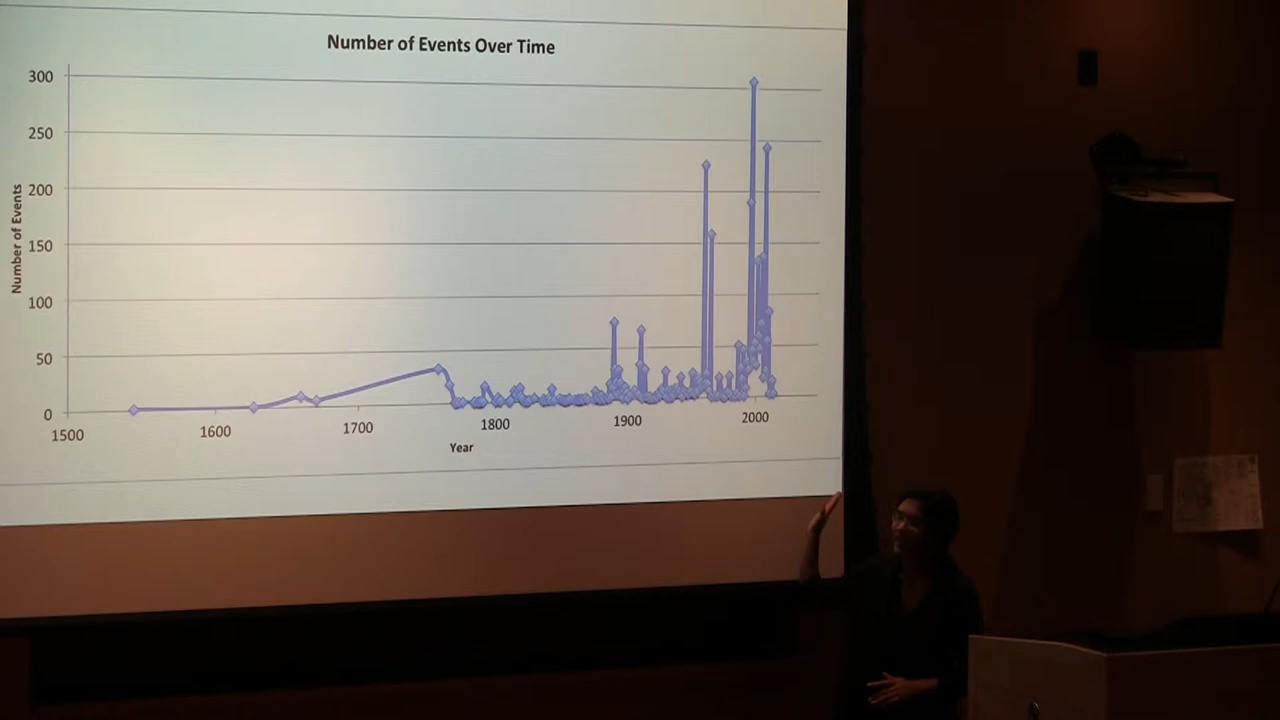 Number of Events Over Time
300
250
200
150
100
50
0
Number of Events
1500 1600 1700 1800 1900 2000
Year